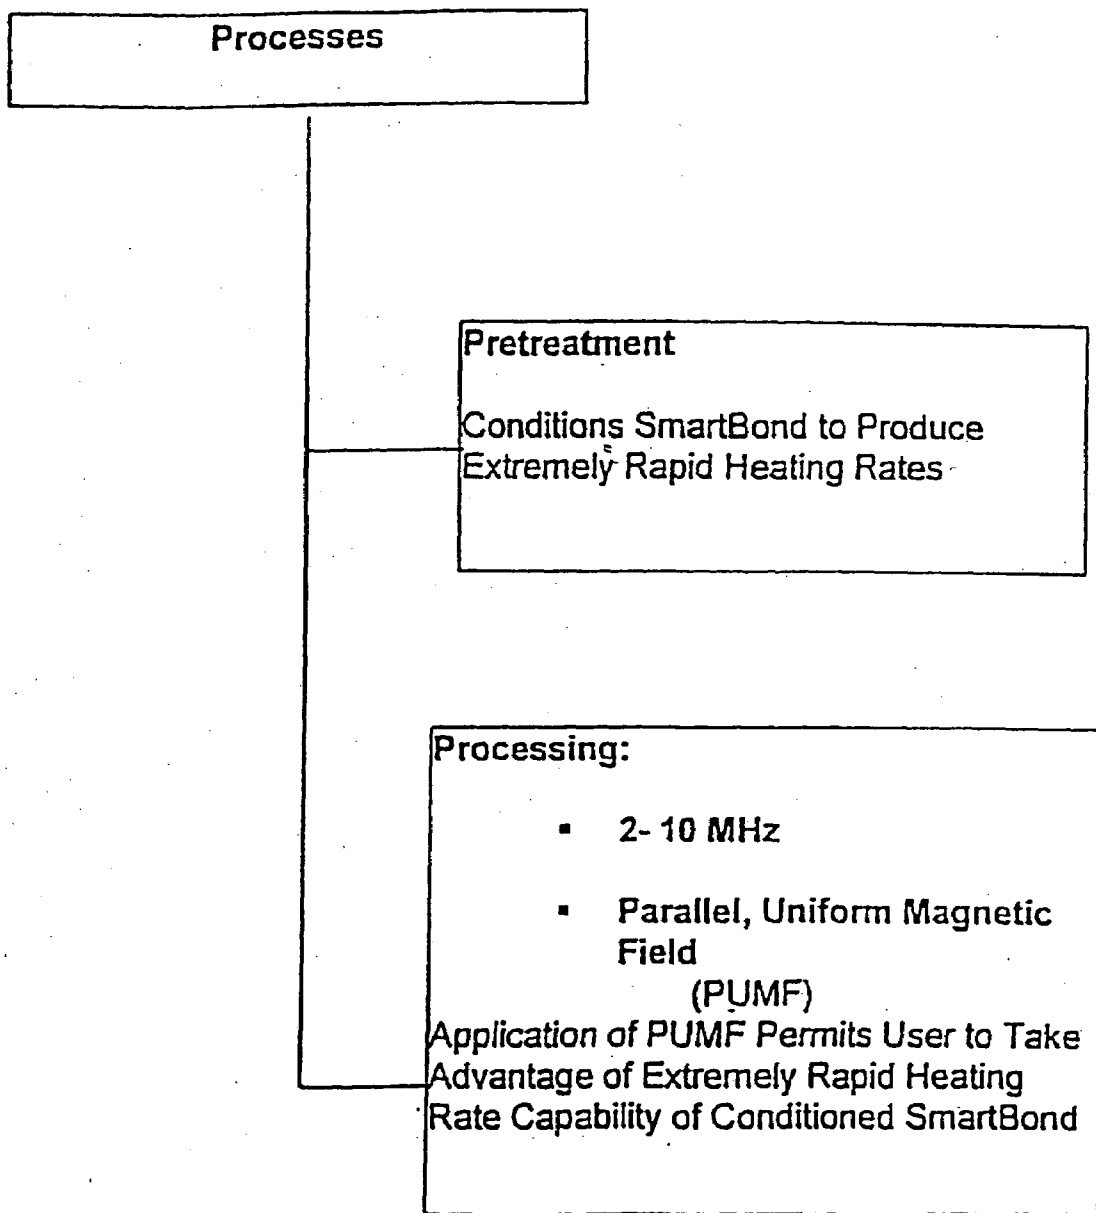 Processes
Pretreatment
Conditions SmartBond to Produce
Extremely Rapid Heating Rates
Processing:
▪ 2- 10 MHz
▪ Parallel, Uniform Magnetic
Field
(PUMF)
Application of PUMF Permits User to Take
Advantage of Extremely Rapid Heating
Rate Capability of Conditioned SmartBond